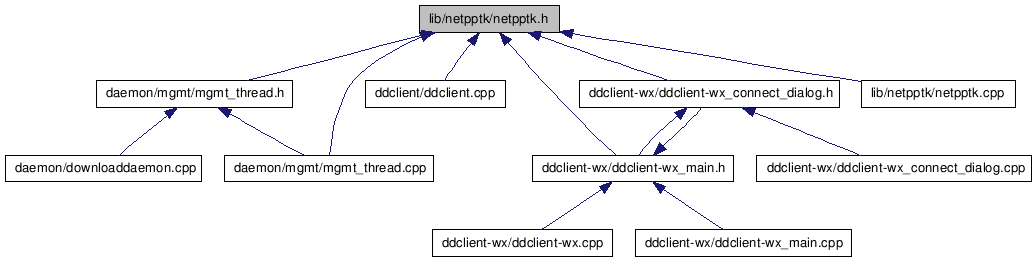 lib/netpptk/netpptk.h
daemon/mgmt/mgmt_thread.h
ddclient/ddclient.cpp
ddclient-wx/ddclient-wx_connect_dialog.h
lib/netpptk/netpptk.cpp
daemon/downloaddaemon.cpp
daemon/mgmt/mgmt_thread.cpp
ddclient-wx/ddclient-wx_main.h
ddclient-wx/ddclient-wx_connect_dialog.cpp
ddclient-wx/ddclient-wx.cpp
ddclient-wx/ddclient-wx_main.cpp